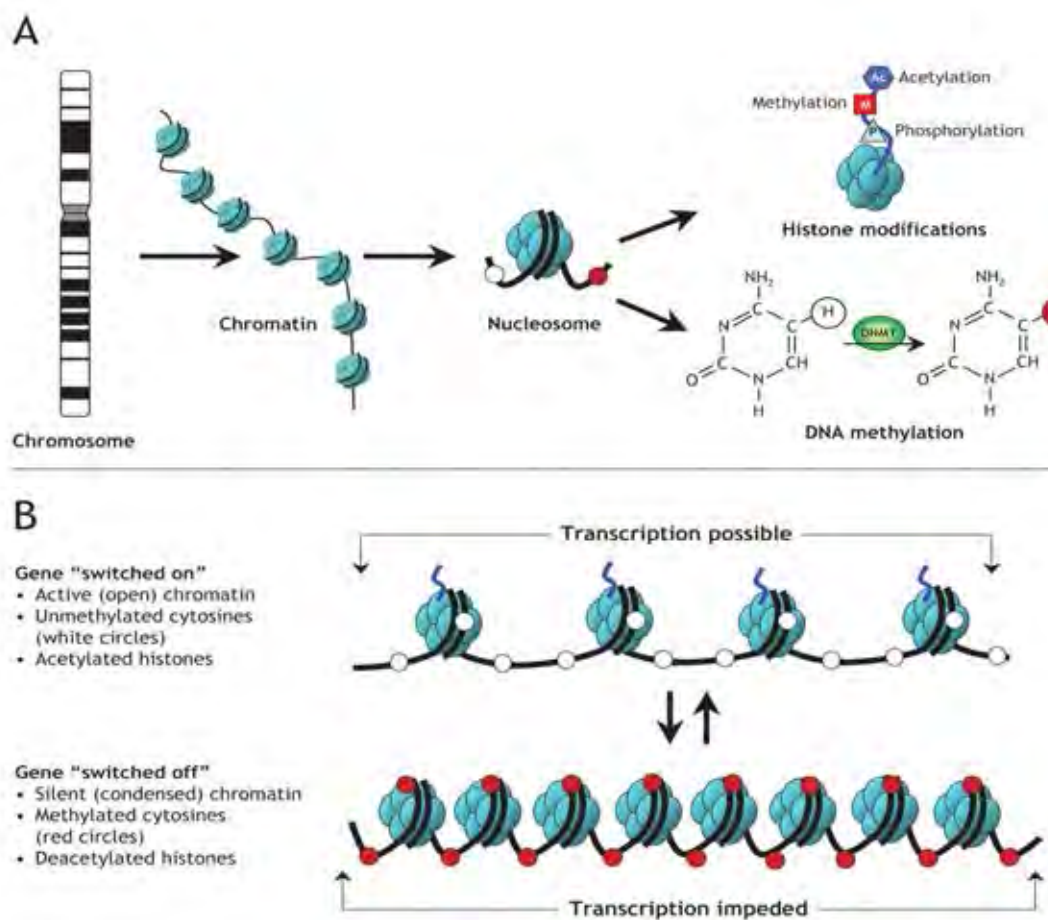 A
Ac Acetylation
Methylation M
P Phosphorylation
Histone modifications
Chromatin
Nucleosome
Chromosome
NH₂
C
N
C
H
C
CH
O
N
H
DNMT
NH₂
C
N
C
C
CH
O
N
H
DNA methylation
B
Transcription possible
Gene “switched on”
• Active (open) chromatin
• Unmethylated cytosines
(white circles)
• Acetylated histones
Gene “switched off”
• Silent (condensed) chromatin
• Methylated cytosines
(red circles)
• Deacetylated histones
Transcription impeded